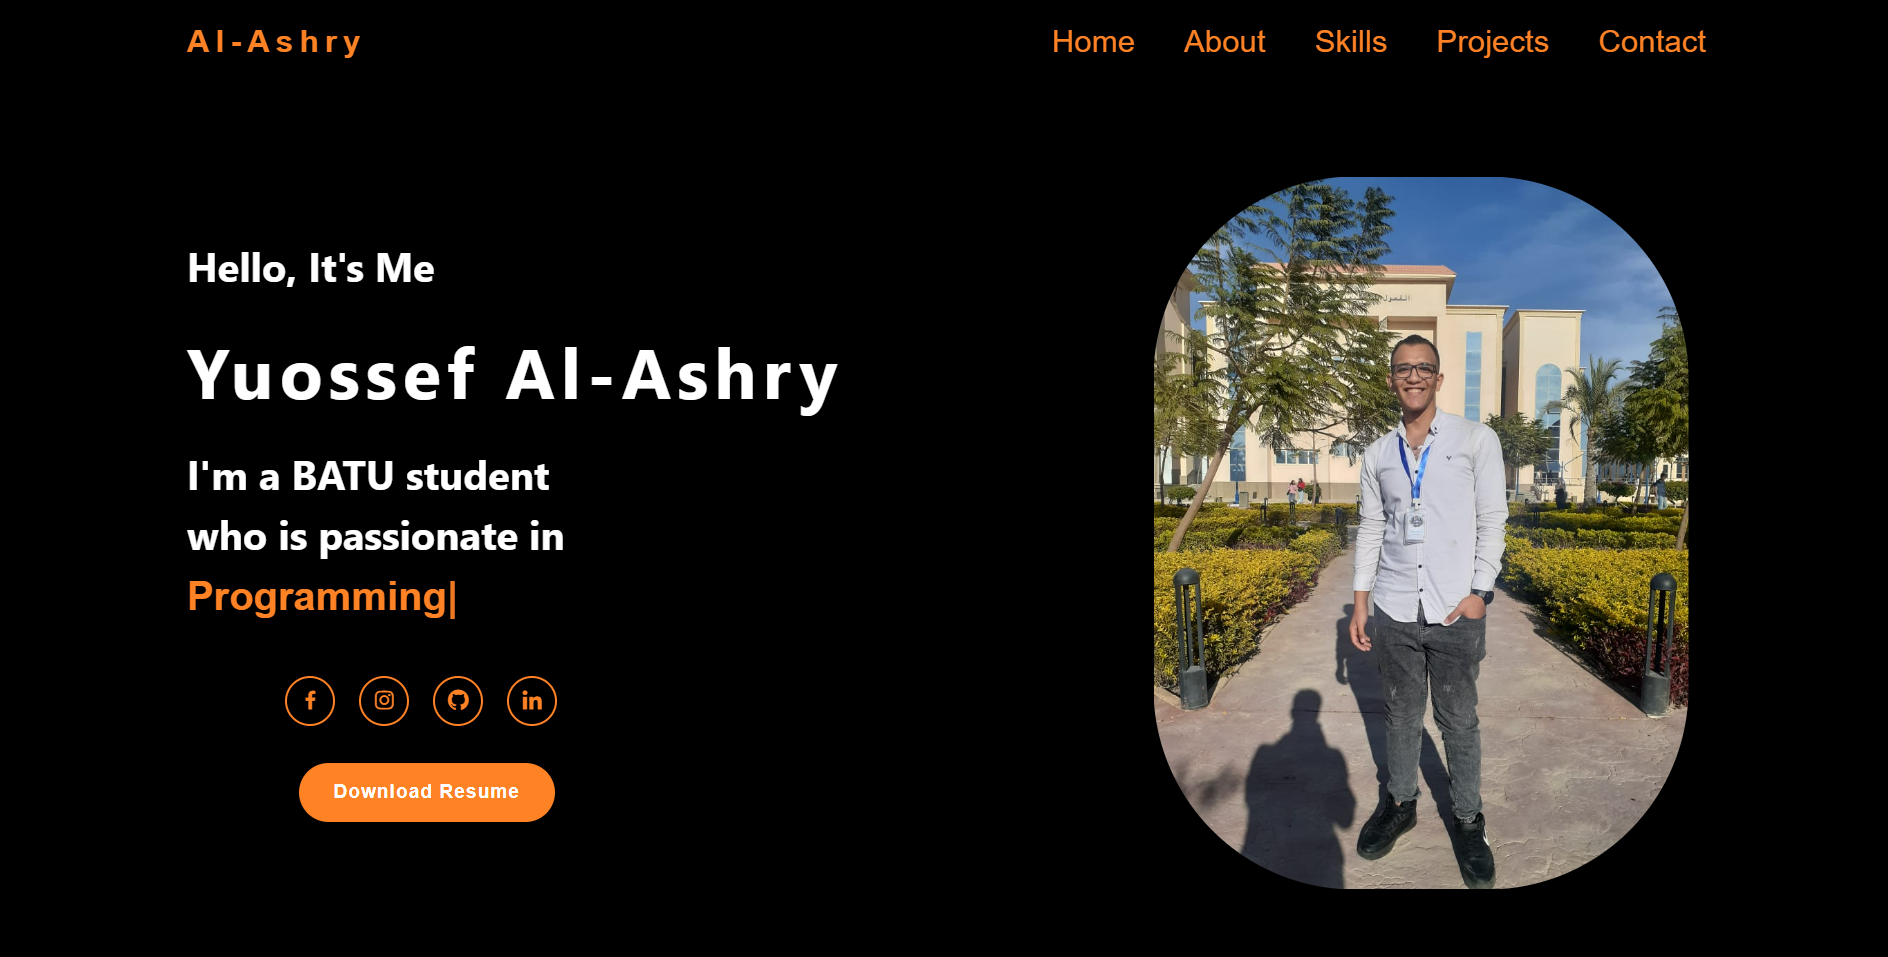 Al-Ashry
Home About Skills Projects Contact
Hello, It's Me
Yuossef Al-Ashry
I'm a BATU student
who is passionate in
Programming|
Download Resume